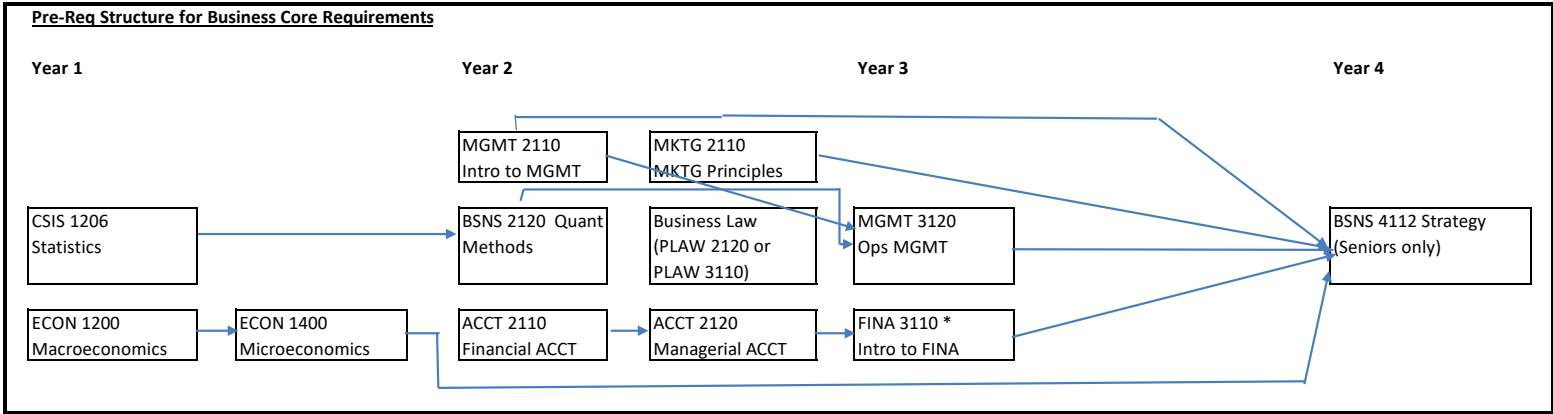 Pre-Req Structure for Business Core Requirements
Year 1
Year 2
Year 3
Year 4
MGMT 2110
Intro to MGMT
MKTG 2110
MKTG Principles
CSIS 1206
Statistics
BSNS 2120  Quant
Methods
Business Law
(PLAW 2120 or
PLAW 3110)
MGMT 3120
Ops MGMT
BSNS 4112 Strategy
(Seniors only)
ECON 1200
Macroeconomics
ECON 1400
Microeconomics
ACCT 2110
Financial ACCT
ACCT 2120
Managerial ACCT
FINA 3110 *
Intro to FINA